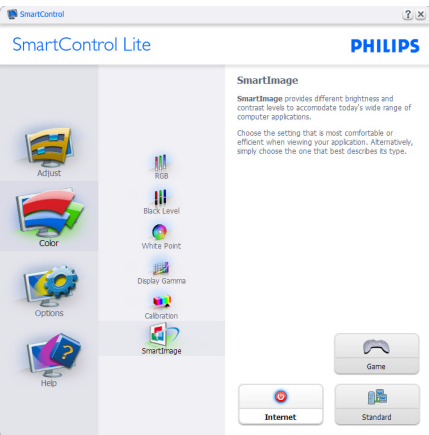 SmartControl
SmartControl Lite
PHILIPS
Adjust
Color
Options
Help
RGB
Black Level
White Point
Display Gamma
Calibration
SmartImage
SmartImage
SmartImage provides different brightness and
contrast levels to accomodate today's wide range of
computer applications.
Choose the setting that is most comfortable or
efficient when viewing your application. Alternatively,
simply choose the one that best describes its type.
Game
Internet
Standard